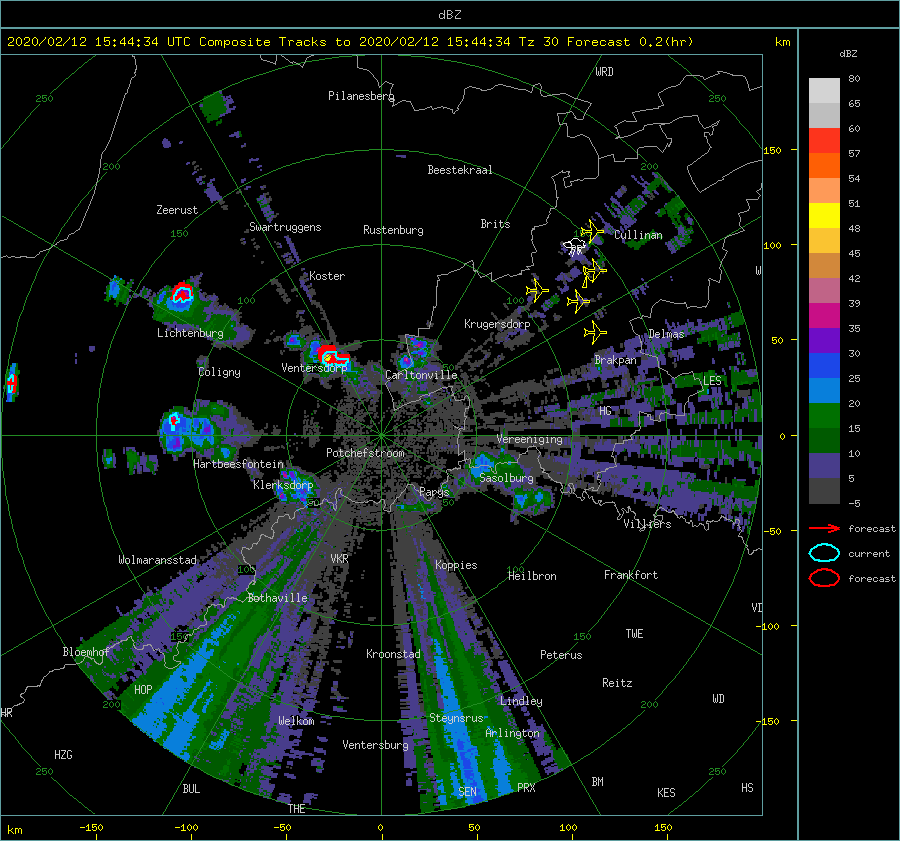 dBZ
2020/02/12 15:44:34 UTC Composite Tracks to 2020/02/12 15:44:34 Tz 30 Forecast 0.2(hr)
km
dBZ
WRD
80
250
Pilanesberg
250
65
60
150
57
200
Beestekraal
200
54
Zeerust
51
Swartruggens
Brits
150
Rustenburg
Cullinan
48
100
45
Koster
W
42
100
100
39
Krugersdorp
Lichtenburg
Delmas
35
50
30
Coligny
Ventersdorp
Carltonville
Brakpan
LES
25
20
HG
15
Vereeniging
0
Potchefstroom
10
Hartbeesfontein
Klerksdorp
Sasolburg
5
Parys
50
50
-5
Villiers
forecast
-50
Wolmaransstad
VKR
Koppies
current
100
100
Heilbron
Frankfort
forecast
Bothaville
VD
-100
150
150
TWE
Bloemhof
Kroonstad
Peterus
HOP
Reitz
Lindley
WD
200
200
HR
Welkom
Steynsrus
-150
Arlington
Ventersburg
HZG
250
250
BUL
SEN
PRX
BM
KES
HS
THE
km
-150
-100
-50
0
50
100
150